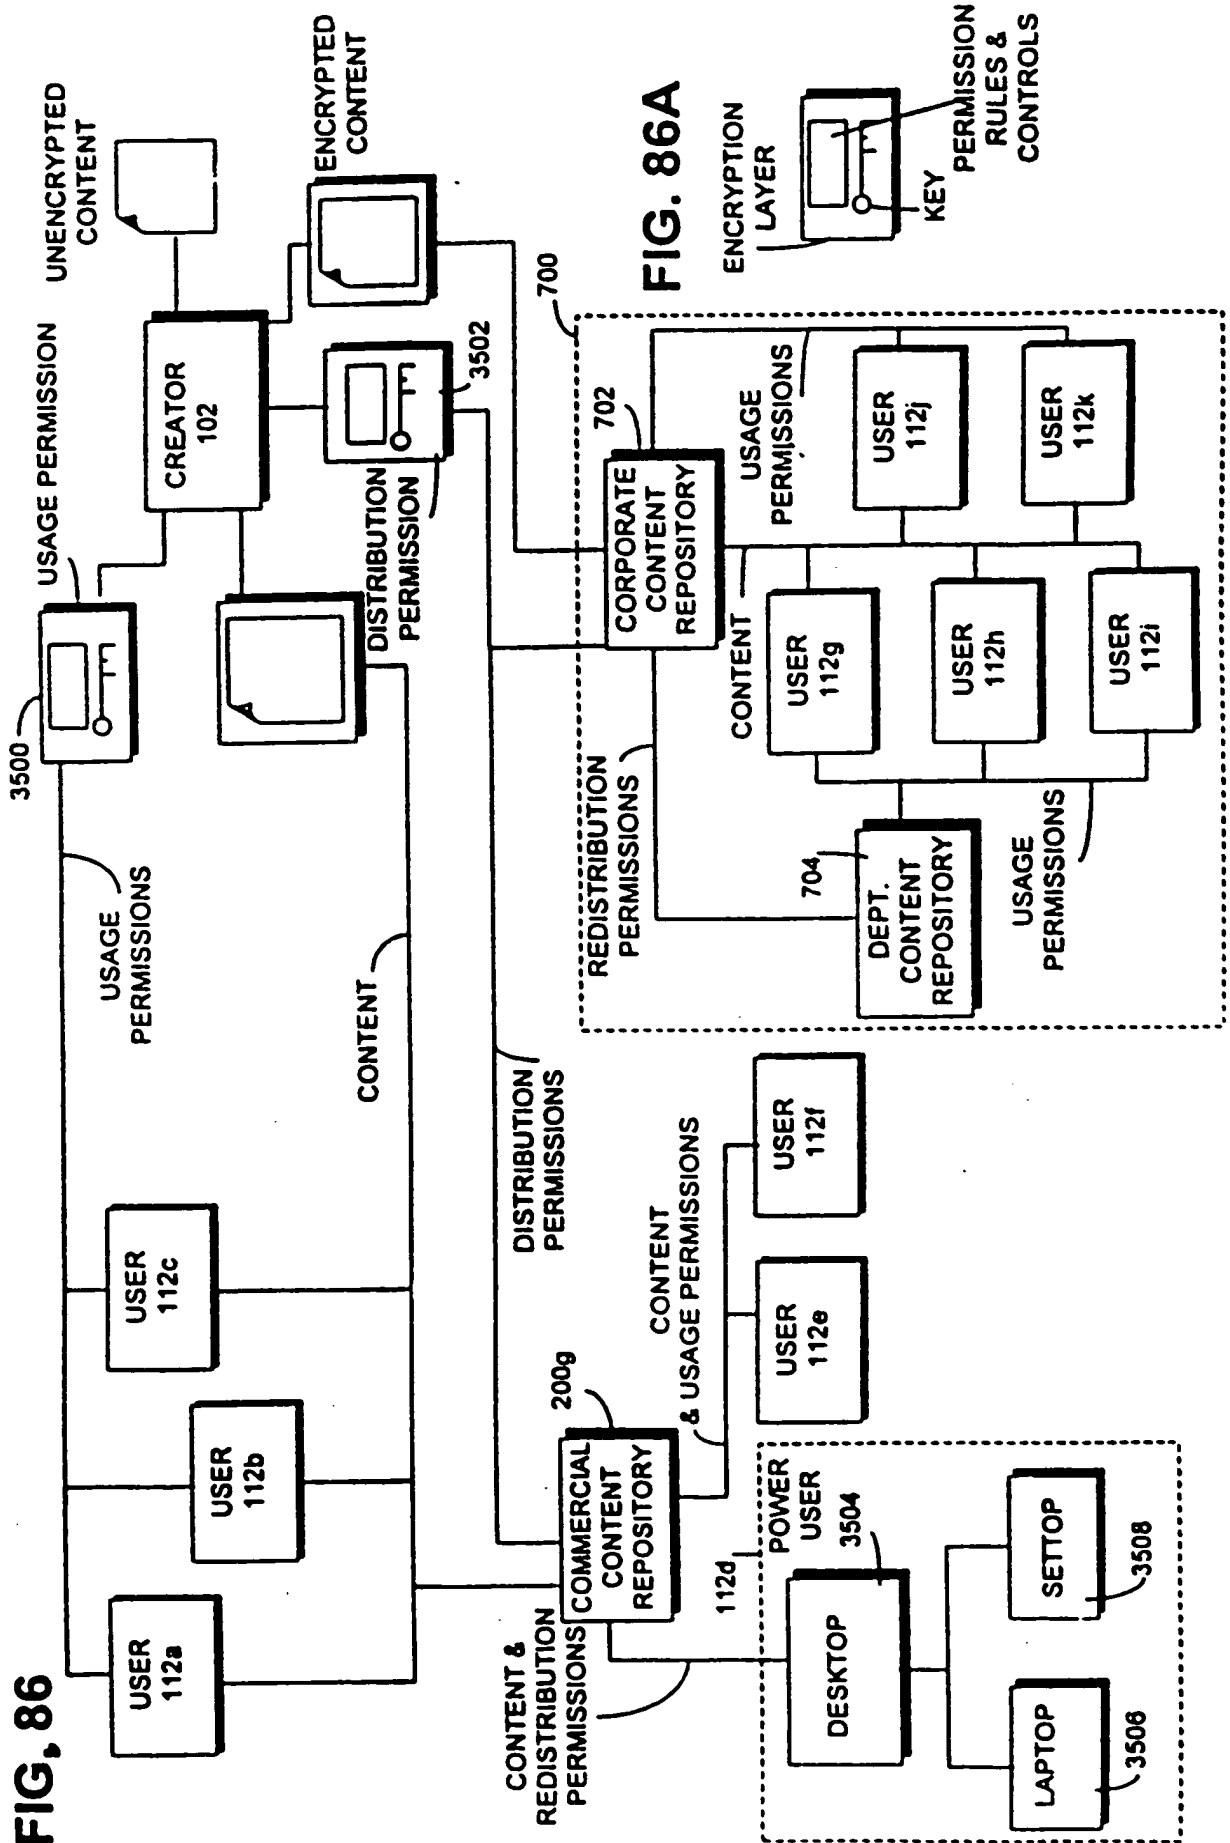 FIG. 86
USER
112a
USER
112b
USER
112c
USAGE
PERMISSIONS
3500
USAGE PERMISSION
CREATOR
102
UNENCRYPTED
CONTENT
ENCRYPTED
CONTENT
3502
DISTRIBUTION
PERMISSION
CONTENT
DISTRIBUTION
PERMISSIONS
CONTENT &
REDISTRIBUTION
PERMISSIONS
COMMERCIAL
CONTENT
REPOSITORY
200g
CONTENT
& USAGE PERMISSIONS
USER
112e
USER
112f
112d
POWER
USER
DESKTOP
3504
LAPTOP
3506
SETTOP
3508
700
CORPORATE
CONTENT
REPOSITORY
702
REDISTRIBUTION
PERMISSIONS
CONTENT
USAGE
PERMISSIONS
704
DEPT.
CONTENT
REPOSITORY
USER
112g
USER
112h
USER
112i
USER
112j
USER
112k
USAGE
PERMISSIONS
FIG. 86A
ENCRYPTION
LAYER
KEY
PERMISSION
RULES &
CONTROLS